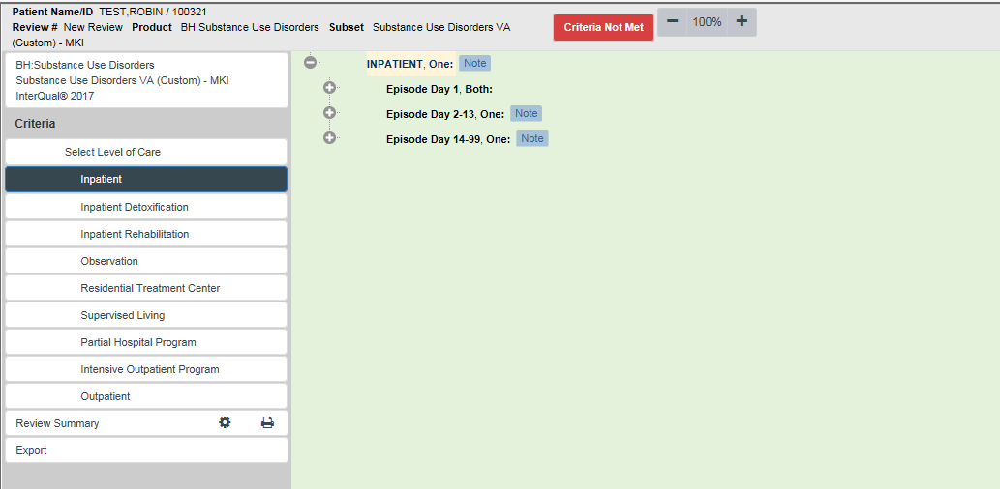 Patient Name/ID TEST,ROBIN / 100321
Review # New Review Product BH:Substance Use Disorders Subset Substance Use Disorders VA
(Custom) - MKI
Criteria Not Met
100%
BH:Substance Use Disorders
Substance Use Disorders VA (Custom) - MKI
InterQual® 2017
Criteria
Select Level of Care
Inpatient
Inpatient Detoxification
Inpatient Rehabilitation
Observation
Residential Treatment Center
Supervised Living
Partial Hospital Program
Intensive Outpatient Program
Outpatient
Review Summary
Export
INPATIENT, One: Note
Episode Day 1, Both:
Episode Day 2-13, One: Note
Episode Day 14-99, One: Note